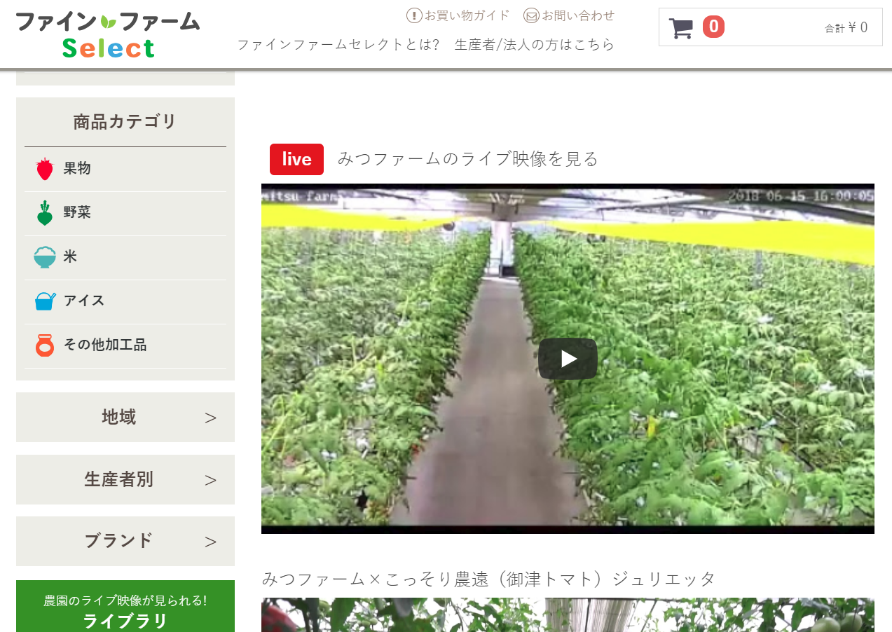 ファイン ファーム
Select
お買い物ガイド
お問い合わせ
ファインファームセレクトとは?
生産者/法人の方はこちら
0
合計¥ 0
商品カテゴリ
果物
野菜
米
アイス
その他加工品
地域 >
生産者別 >
ブランド >
農園のライブ映像が見られる!
ライブラリ
live みつファームのライブ映像を見る
mitsu farm
2018 06-15 16:00:05
みつファーム×こっそり農遠（御津トマト）ジュリエッタ